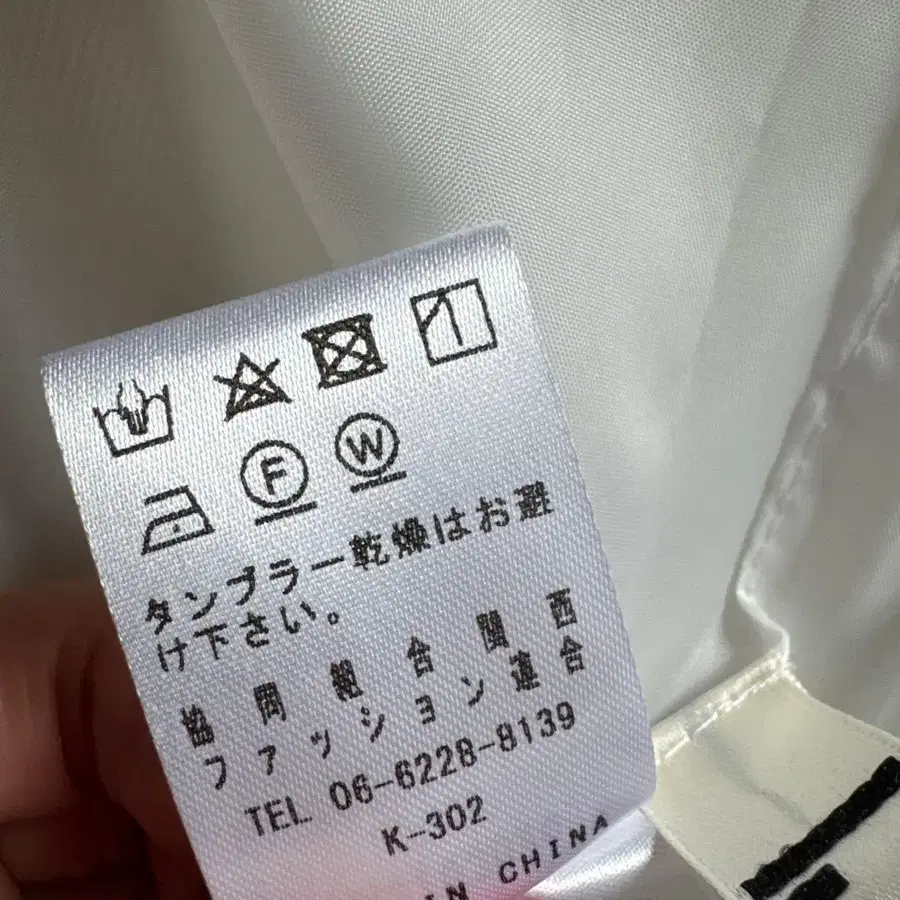 F W
タンブラー乾燥はお避
け下さい。
協同組合関西
ファッション連合
TEL 06-6228-8139
K-302
IN CHINA